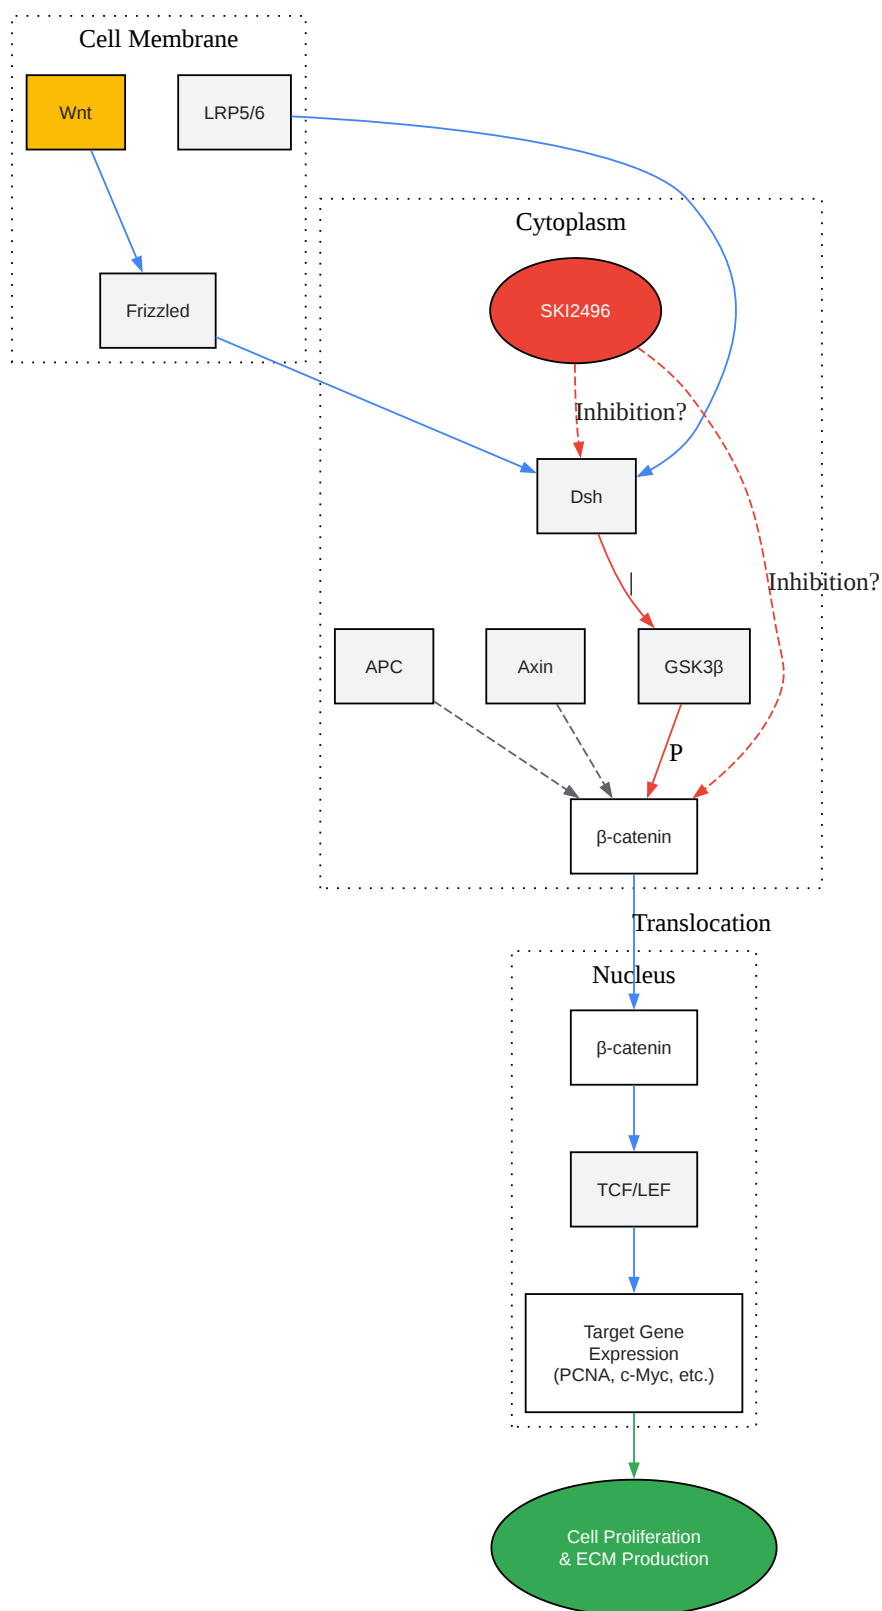 Cell Membrane
Wnt
LRP5/6
Frizzled
Cytoplasm
SKI2496
Inhibition?
Dsh
|
Inhibition?
APC
Axin
GSK3β
P
β-catenin
Translocation
Nucleus
β-catenin
TCF/LEF
Target Gene
Expression
(PCNA, c-Myc, etc.)
Cell Proliferation
& ECM Production